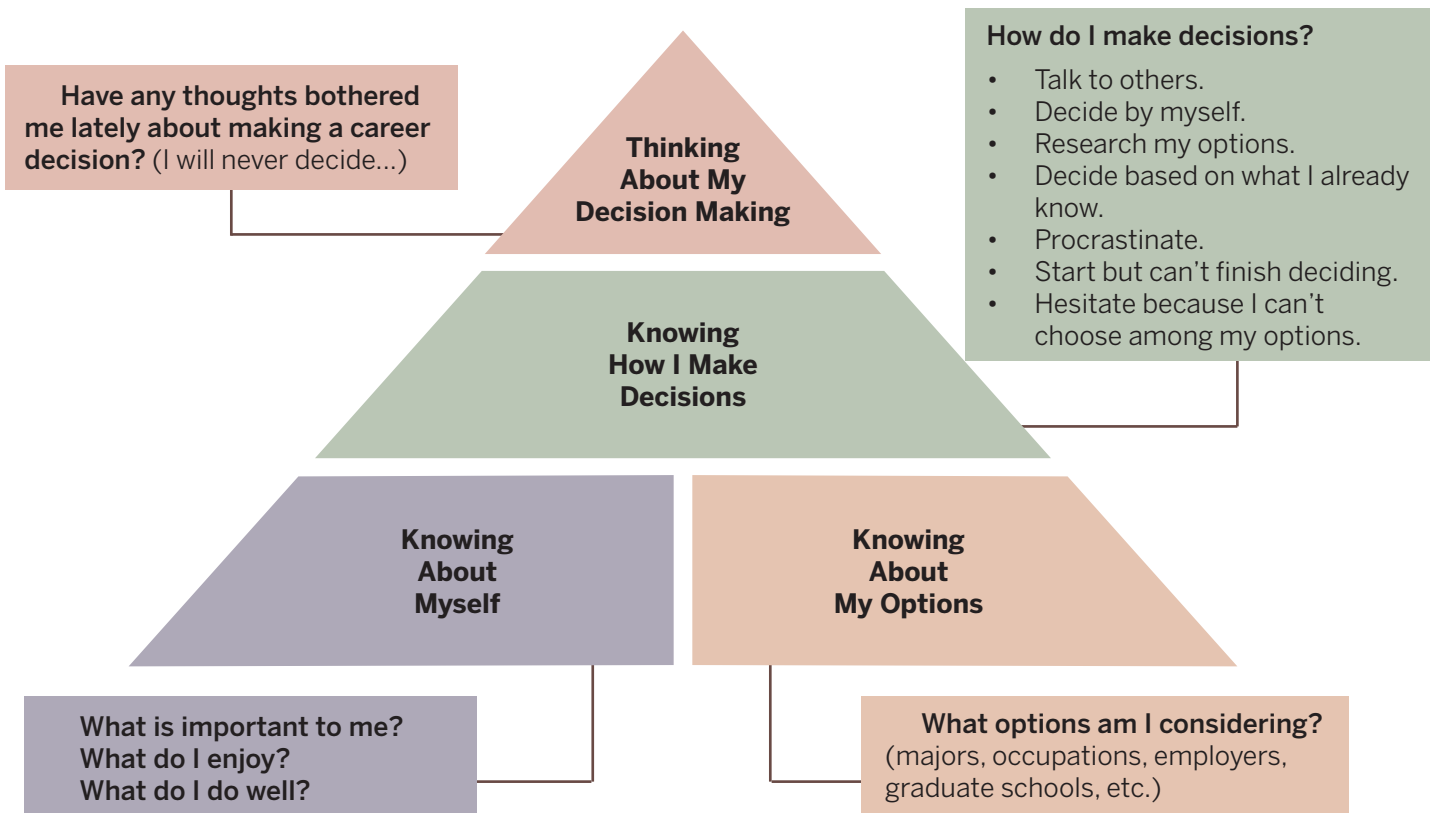 Have any thoughts bothered
me lately about making a career
decision? (I will never decide...)
Thinking
About My
Decision Making
How do I make decisions?
• Talk to others.
• Decide by myself.
• Research my options.
• Decide based on what I already
know.
• Procrastinate.
• Start but can’t finish deciding.
• Hesitate because I can’t
choose among my options.
Knowing
How I Make
Decisions
Knowing
About
Myself
Knowing
About
My Options
What is important to me?
What do I enjoy?
What do I do well?
What options am I considering?
(majors, occupations, employers,
graduate schools, etc.)